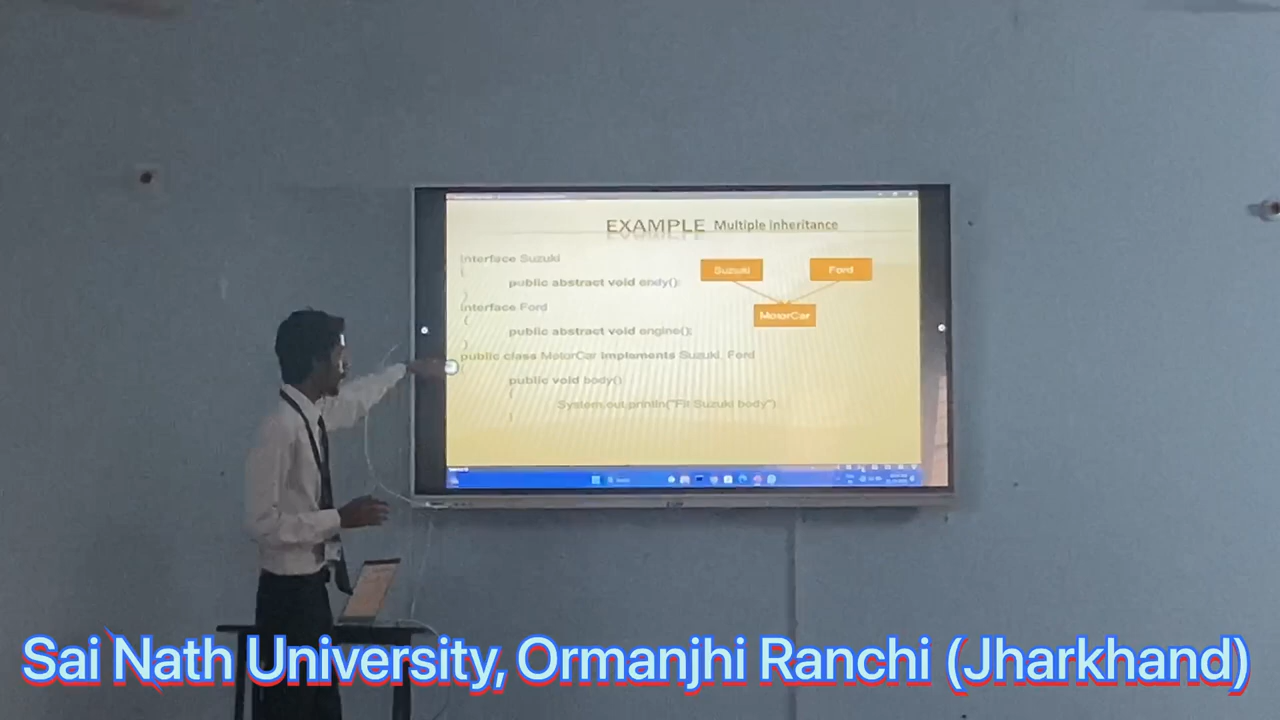 EXAMPLE Multiple inheritance
interface Suzuki
{
public abstract void
}
interface Ford
{
public abstract void engine();
}
public class MotorCar implements Suzuki, Ford
{
public void body()
{
System.out.println("Fit Suzuki body")
}
Suzuki
Ford
MotorCar
Sai Nath University, Ormanjhi Ranchi (Jharkhand)